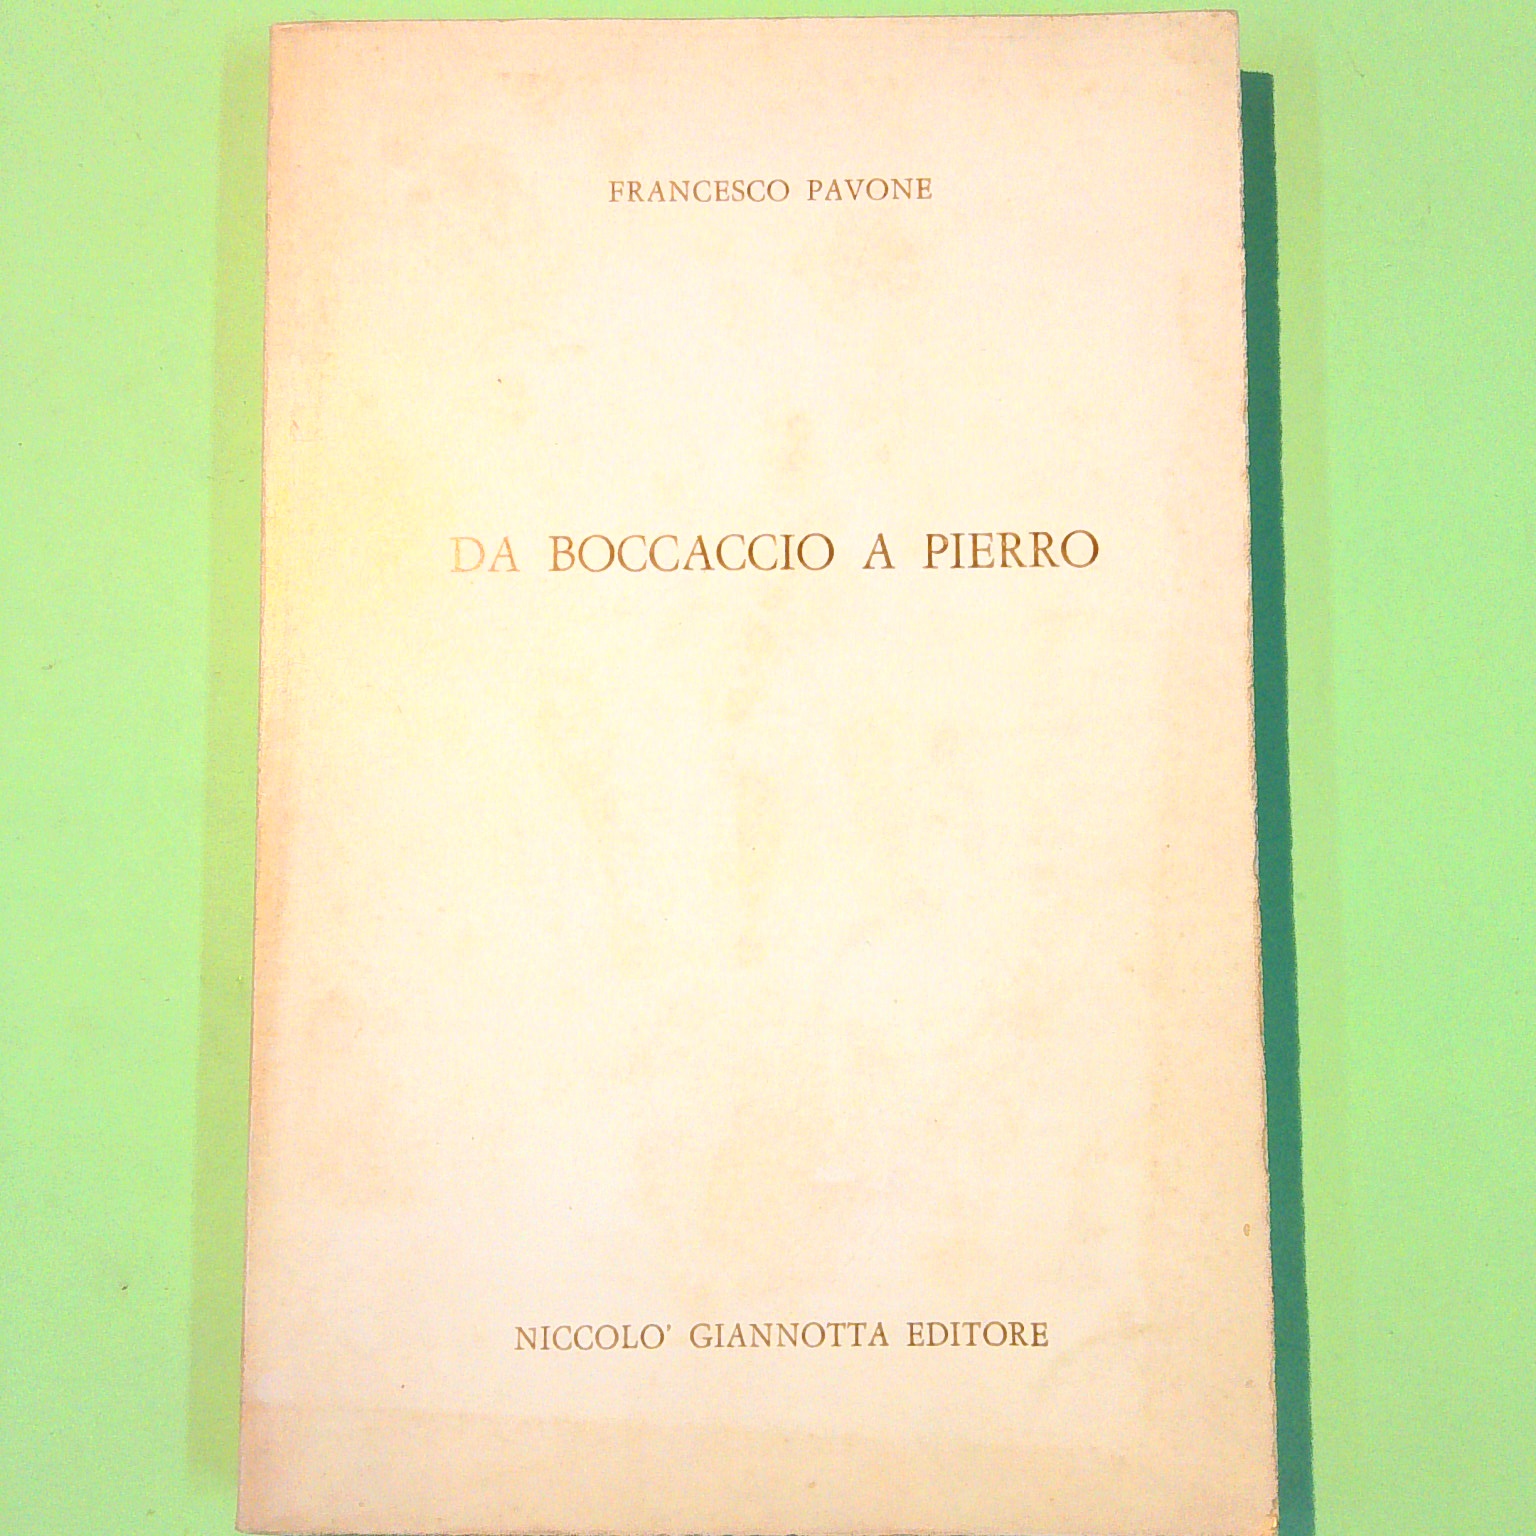 FRANCESCO PAVONE
DA BOCCACCIO A PIERRO
NICCOLO' GIANNOTTA EDITORE